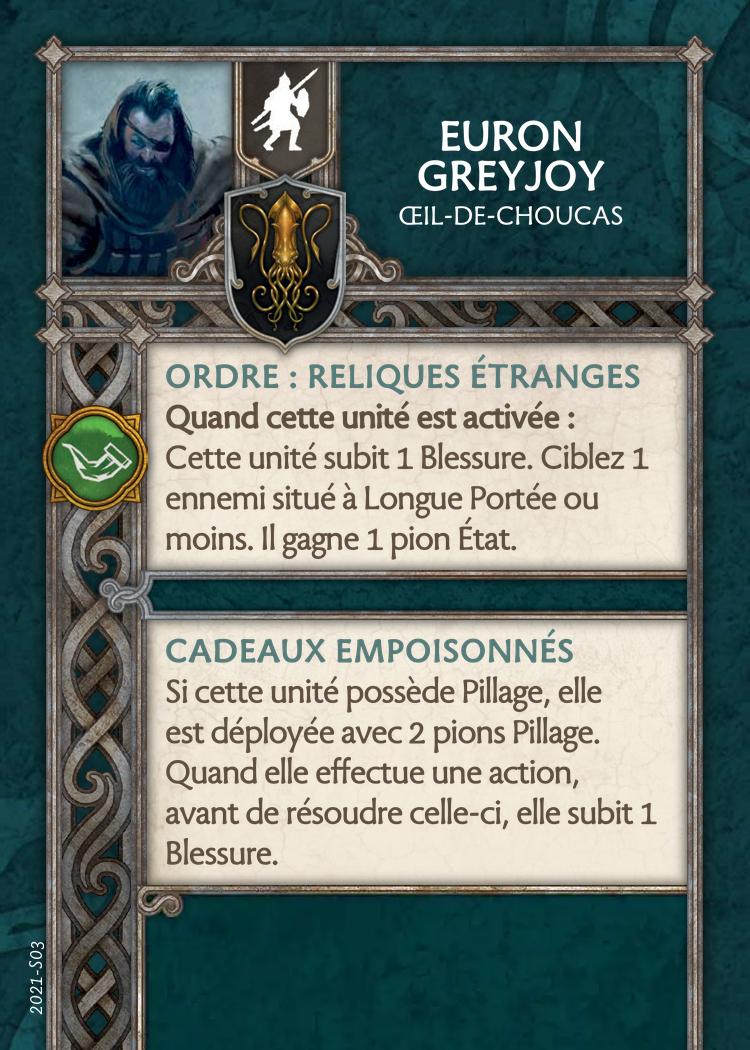 EURON
GREYJOY
ŒIL-DE-CHOUCAS
ORDRE : RELIQUES ÉTRANGES
Quand cette unité est activée :
Cette unité subit 1 Blessure. Ciblez 1
ennemi situé à Longue Portée ou
moins. Il gagne 1 pion État.
CADEAUX EMPOISONNÉS
Si cette unité possède Pillage, elle
est déployée avec 2 pions Pillage.
Quand elle effectue une action,
avant de résoudre celle-ci, elle subit 1
Blessure.
2021-S03